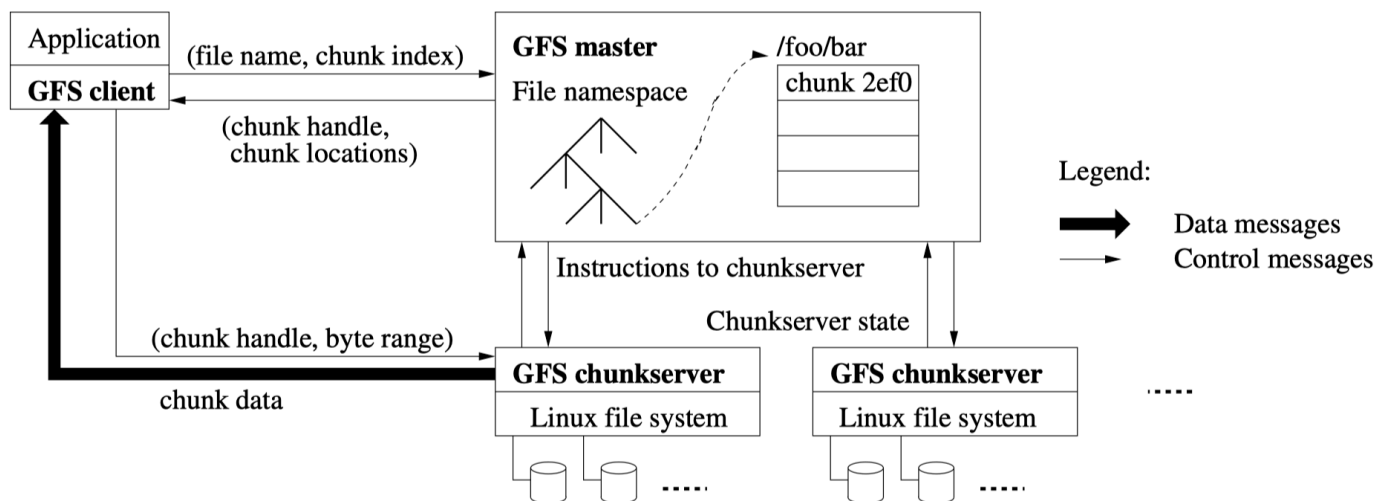 Application
GFS client
(file name, chunk index)
(chunk handle,
chunk locations)
GFS master
File namespace
/foo/bar
chunk 2ef0
Legend:
Data messages
Control messages
Instructions to chunkserver
Chunkserver state
(chunk handle, byte range)
chunk data
GFS chunkserver
Linux file system
GFS chunkserver
Linux file system